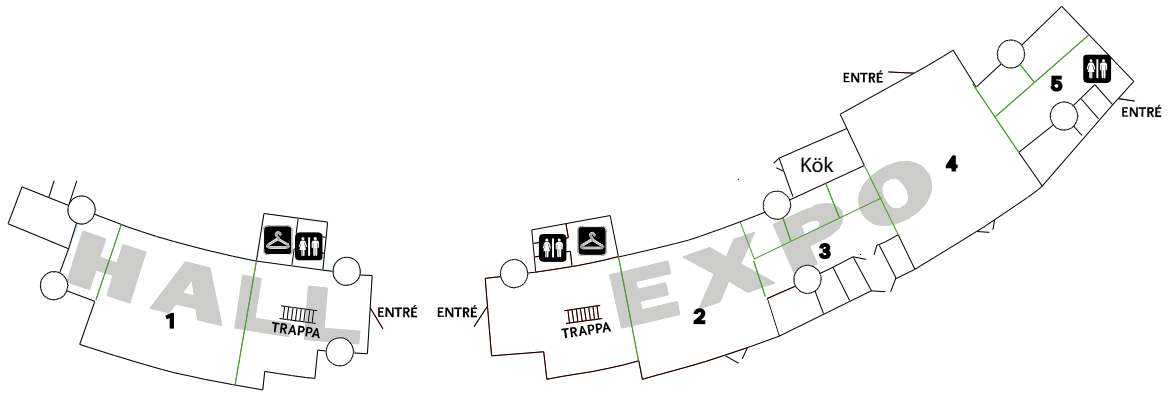 HALL
1
TRAPPA
ENTRÉ
EXPO
ENTRÉ
TRAPPA
2
3
Kök
4
ENTRÉ
5
ENTRÉ